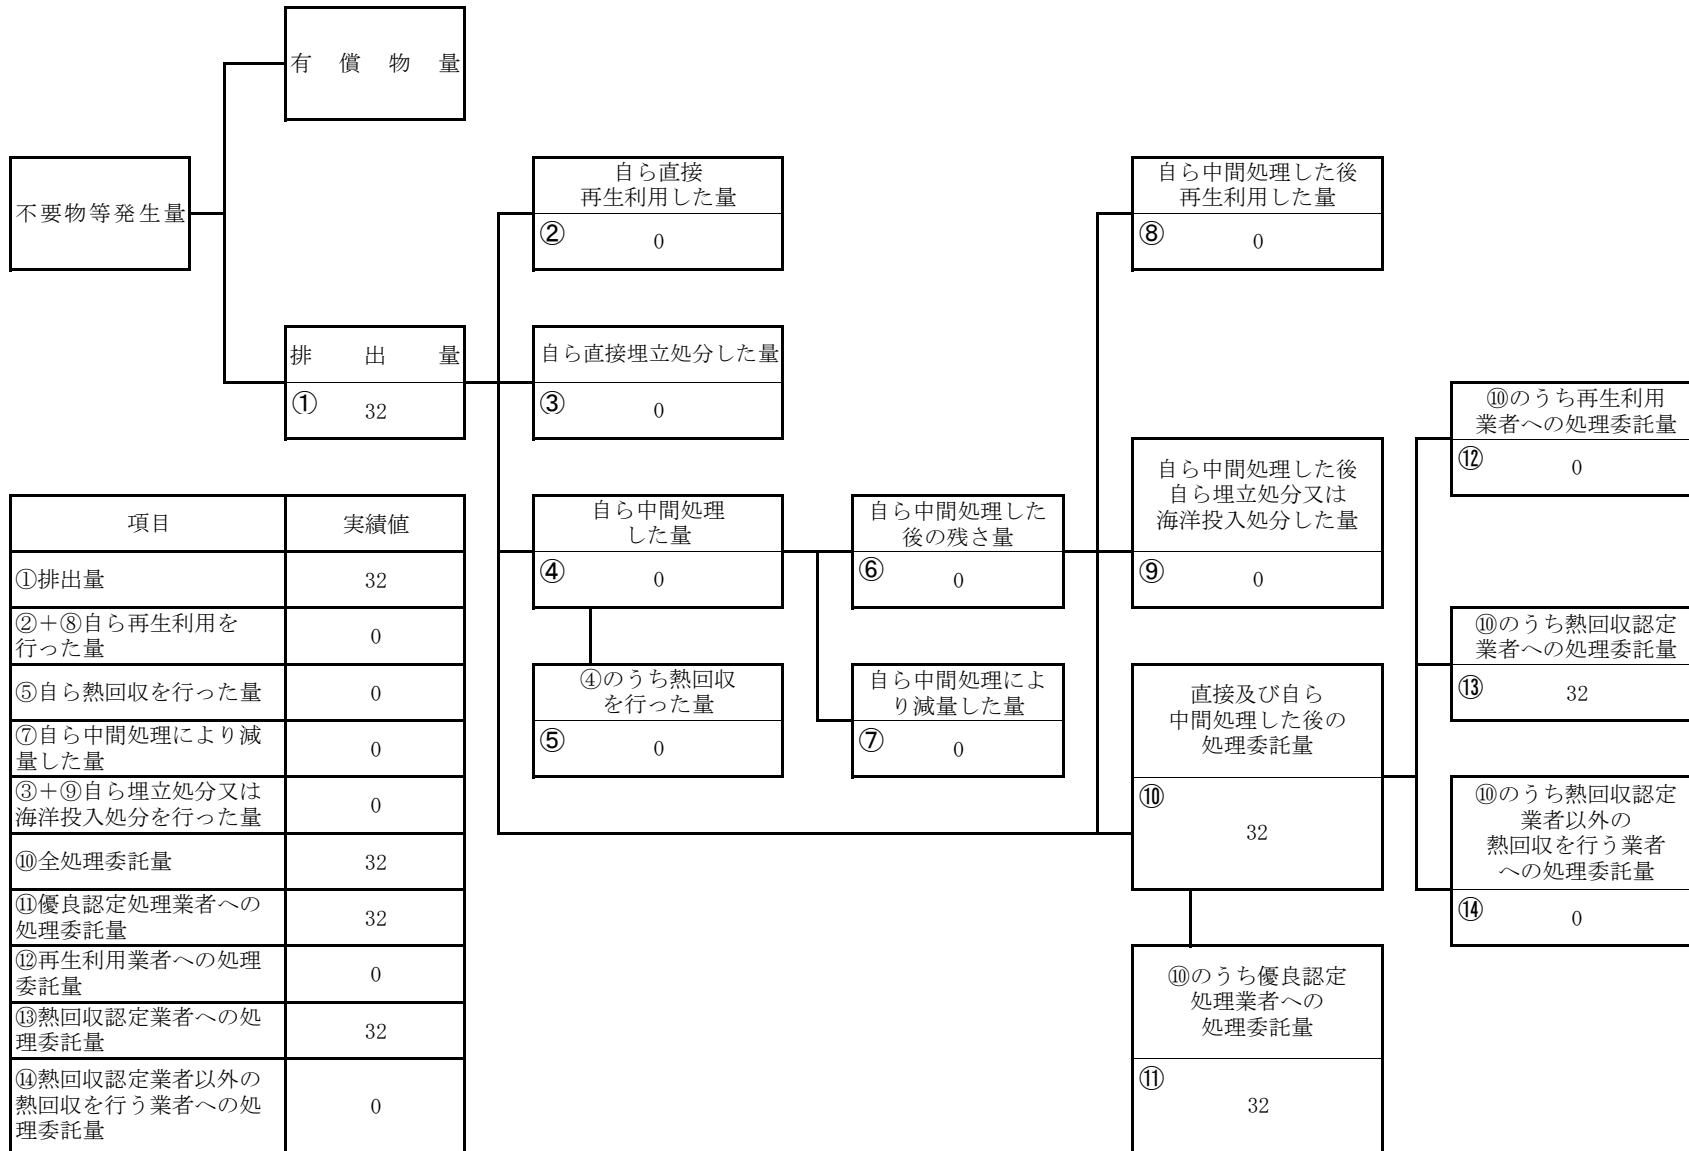 有償物量
不要物等発生量
排出量
①
32
自ら直接
再生利用した量
②
0
自ら直接埋立処分した量
③
0
自ら中間処理
した量
④
0
④のうち熱回収
を行った量
⑤
0
自ら中間処理した
後の残さ量
⑥
0
自ら中間処理によ
り減量した量
⑦
0
自ら中間処理した後
再生利用した量
⑧
0
自ら中間処理した後
自ら埋立処分又は
海洋投入処分した量
⑨
0
直接及び自ら
中間処理した後の
処理委託量
⑩
32
⑩のうち優良認定
処理業者への
処理委託量
⑪
32
⑩のうち再生利用
業者への処理委託量
⑫
0
⑩のうち熱回収認定
業者への処理委託量
⑬
32
⑩のうち熱回収認定
業者以外の
熱回収を行う業者
への処理委託量
⑭
0
項目 実績値
①排出量 32
②+⑧自ら再生利用を
行った量 0
⑤自ら熱回収を行った量 0
⑦自ら中間処理により減
量した量 0
③+⑨自ら埋立処分又は
海洋投入処分を行った量 0
⑩全処理委託量 32
⑪優良認定処理業者への
処理委託量 32
⑫再生利用業者への処理
委託量 0
⑬熱回収認定業者への処
理委託量 32
⑭熱回収認定業者以外の
熱回収を行う業者への処
理委託量 0